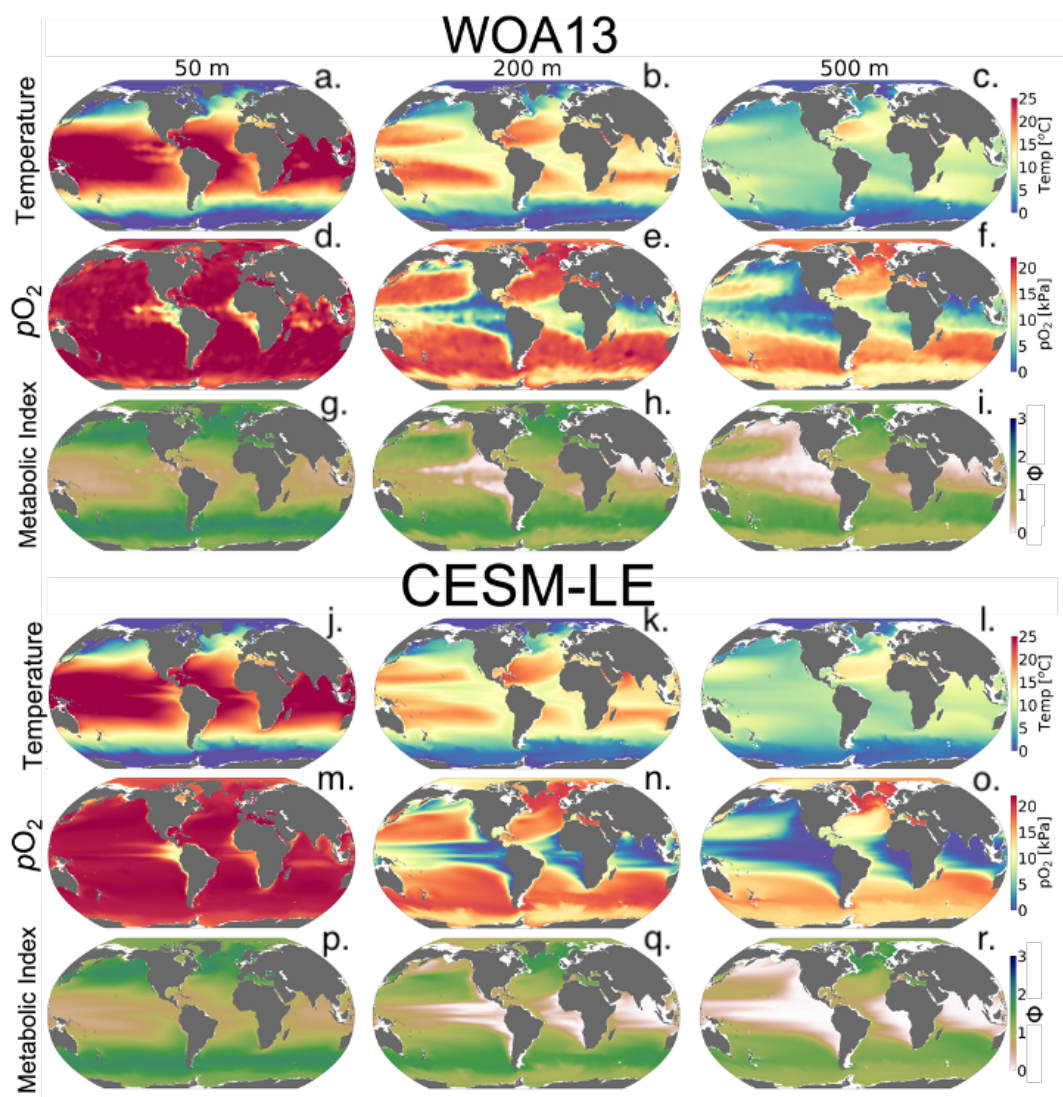 WOA13
50 m 200 m 500 m
Temperature
a. b. c.
25
20
15
10
5
0
Temp [°C]
pO2
d. e. f.
20
15
10
5
0
pO2 [kPa]
Metabolic Index
g. h. i.
3
2
1
0
Φ
CESM-LE
Temperature
j. k. l.
25
20
15
10
5
0
Temp [°C]
pO2
m. n. o.
20
15
10
5
0
pO2 [kPa]
Metabolic Index
p. q. r.
3
2
1
0
Φ